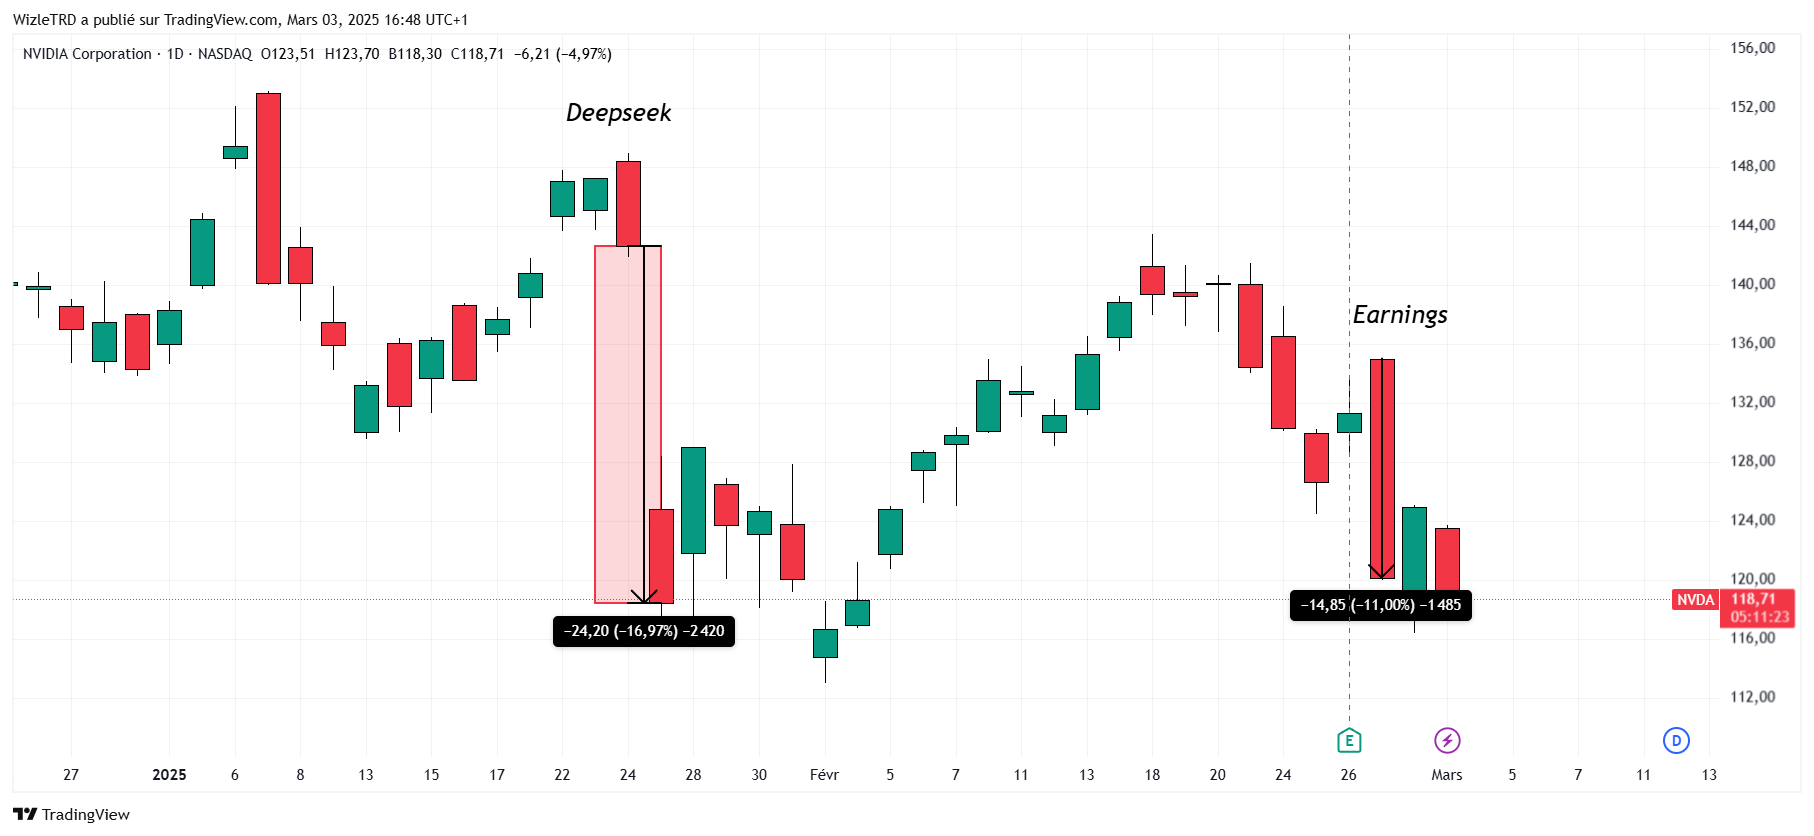 WizleTRD a publié sur TradingView.com, Mars 03, 2025 16:48 UTC+1
NVIDIA Corporation · 1D · NASDAQ O123,51 H123,70 B118,30 C118,71 −6,21 (−4,97%)
156,00
152,00
Deepseek
148,00
144,00
140,00
Earnings
136,00
132,00
128,00
124,00
120,00
NVDA 118,71
05:11:23
−14,85 (−11,00%) −1 485
−24,20 (−16,97%) −2 420
116,00
112,00
E
D
27 2025 6 8 13 15 17 22 24 28 30 Févr 5 7 11 13 18 20 24 26 Mars 5 7 11 13
TradingView